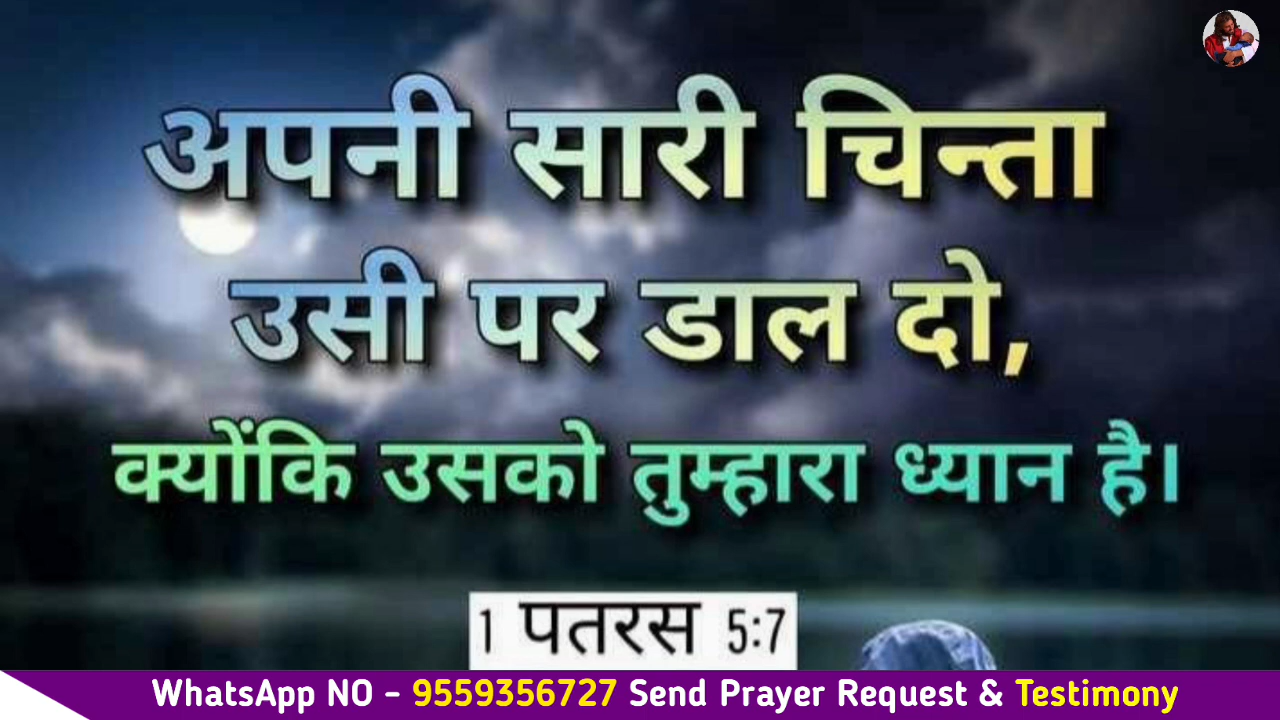 अपनी सारी चिन्ता
उसी पर डाल दो,
क्योंकि उसको तुम्हारा ध्यान है।
1 पतरस 5:7
WhatsApp NO - 9559356727 Send Prayer Request & Testimony